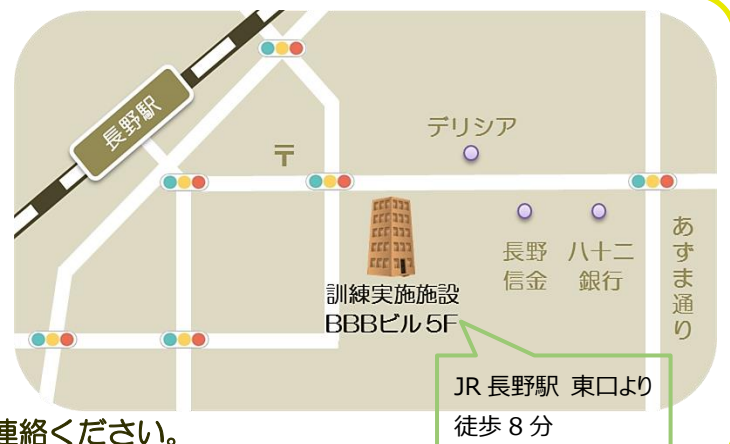 長野駅
〒
デリシア
長野
信金
八十二
銀行
あずま通り
訓練実施施設
BBBビル5F
JR 長野駅 東口より
徒歩 8 分
連絡ください。